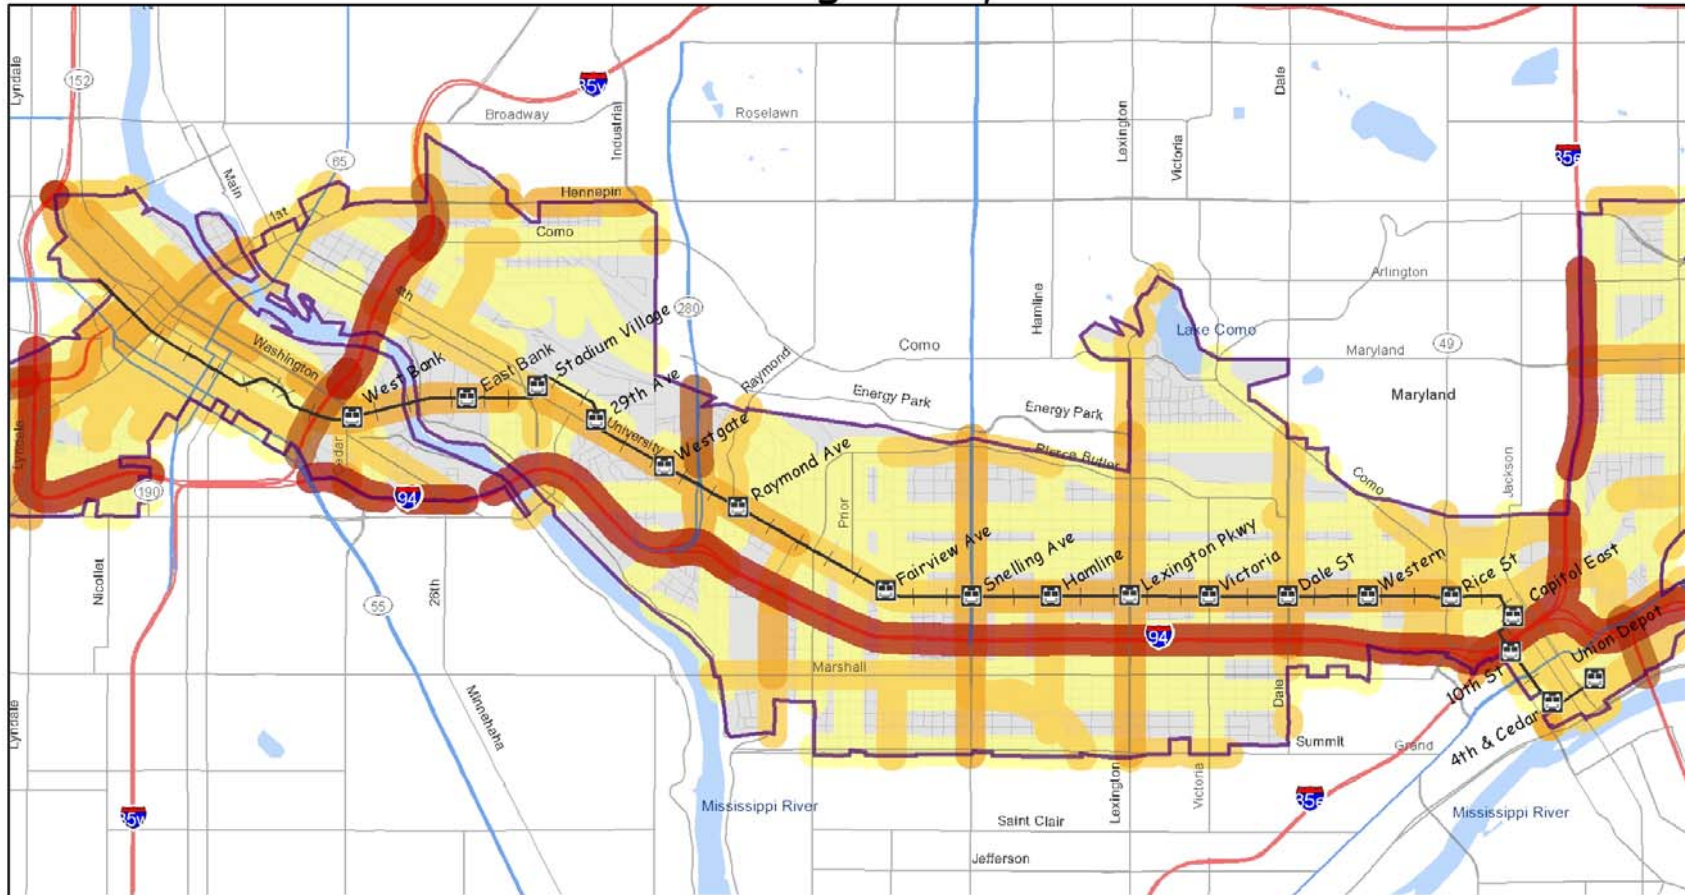 Lyndale
152
35W
Industrial
Broadway
Roselawn
Lexington
Victoria
Dale
35E
65
Main
1st
Hennepin
Como
Arlington
4th
280
Stadium Village
Hamline
Lake Como
Washington
East Bank
Raymond
Como
Maryland
49
West Bank
29th Ave
Energy Park
Energy Park
Maryland
Lyndale
University
Westgate
Pierce Butler
Raymond Ave
Como
Jackson
190
94
Prior
Nicollet
26th
55
Fairview Ave
Snelling Ave
Hamline
Lexington Pkwy
Victoria
Dale St
Western
Rice St
Capitol East
94
Union Depot
Marshall
10th St
Dale
Lyndale
Minnehaha
4th & Cedar
Summit
Grand
Mississippi River
Lexington
Victoria
35E
Mississippi River
35W
Saint Clair
Jefferson